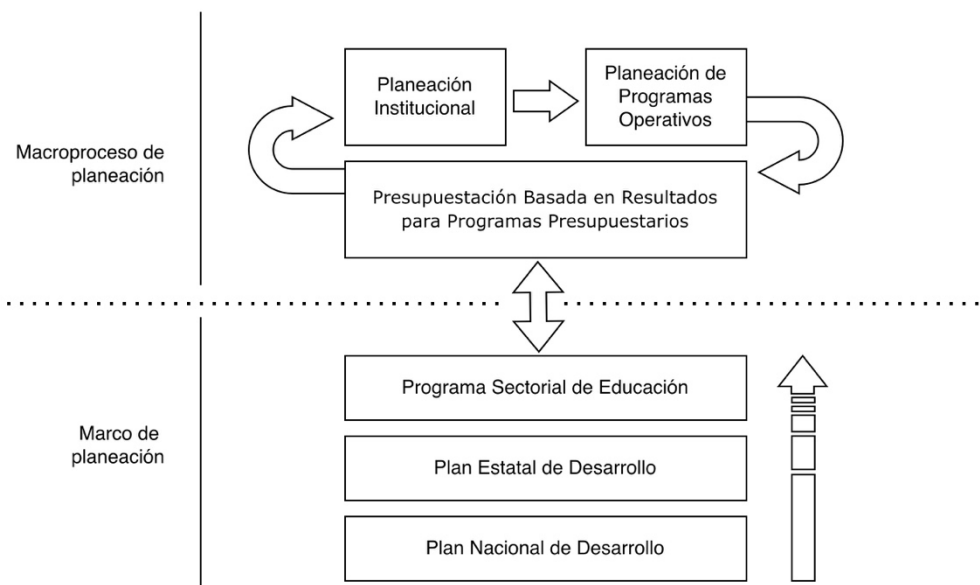 Macroproceso de
planeación
Planeación
Institucional
Planeación de
Programas
Operativos
Presupuestación Basada en Resultados
para Programas Presupuestarios
Marco de
planeación
Programa Sectorial de Educación
Plan Estatal de Desarrollo
Plan Nacional de Desarrollo